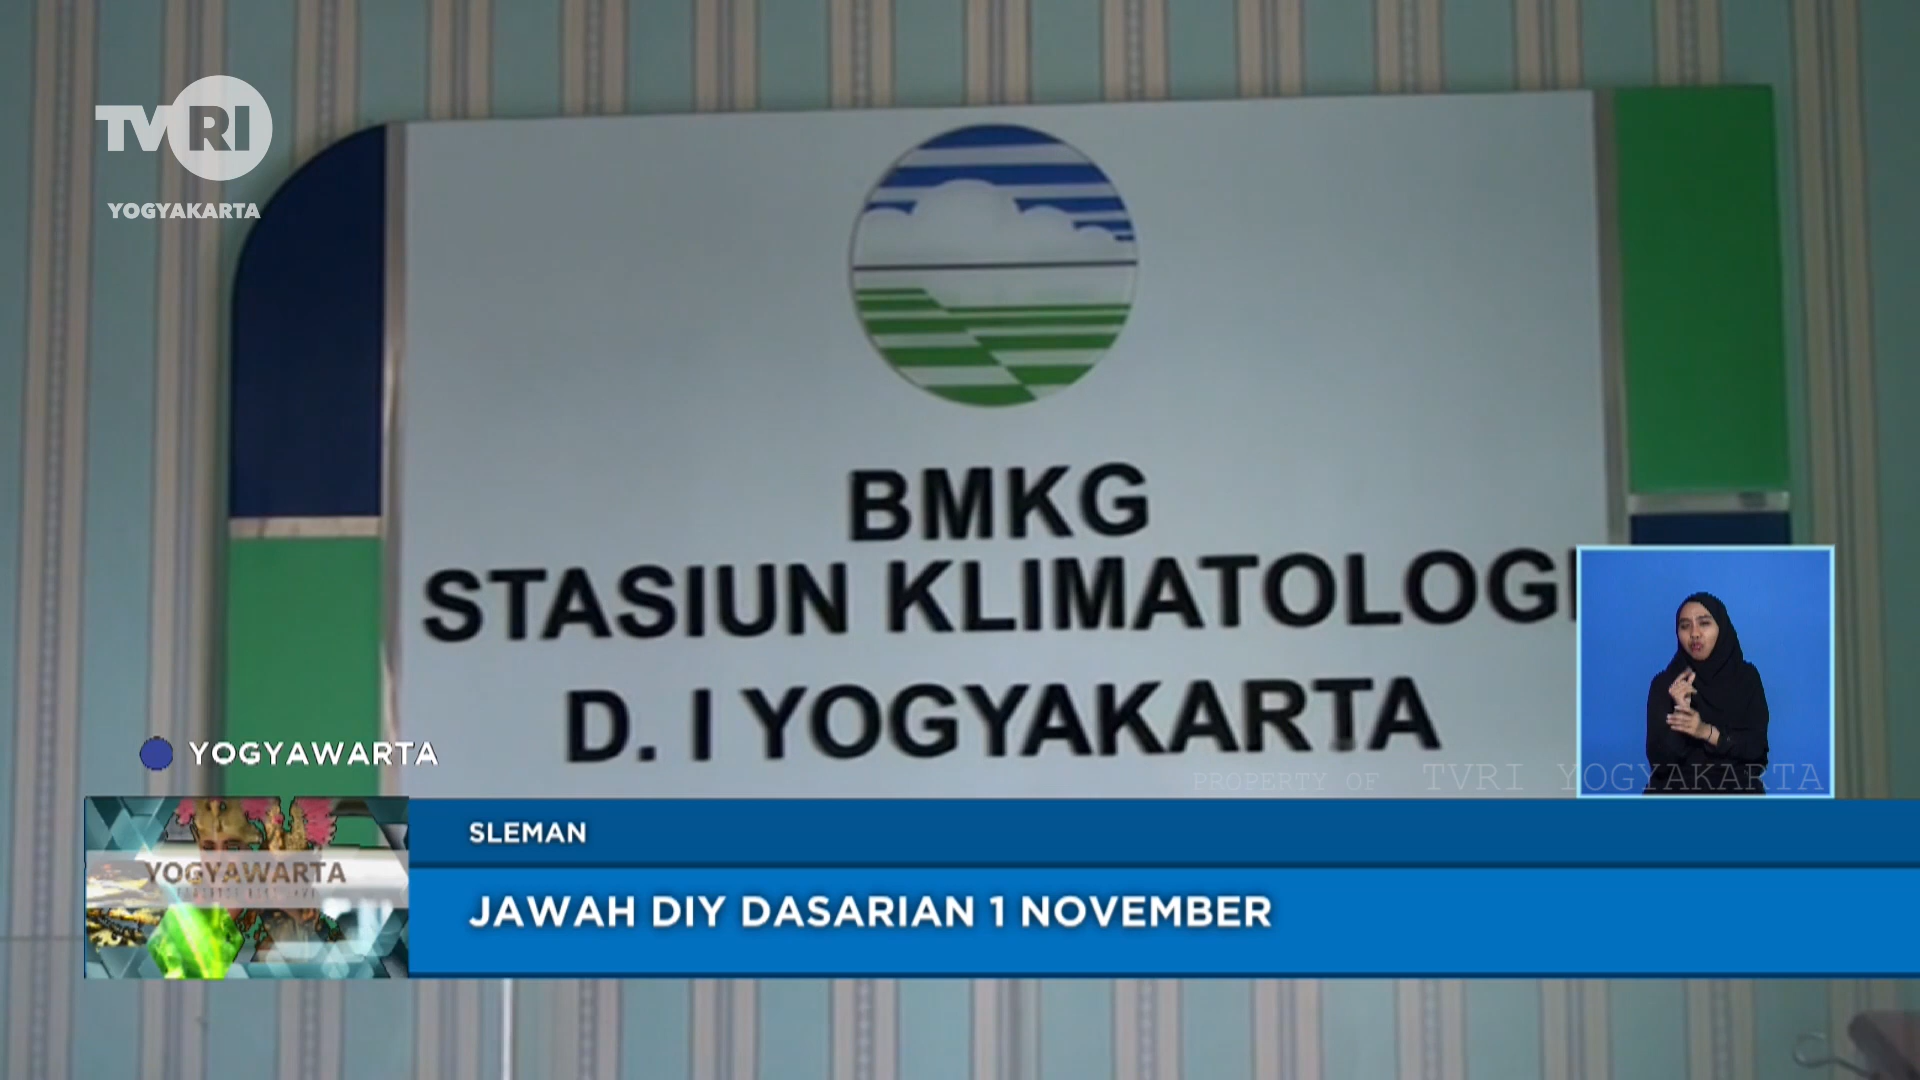 TVRI
YOGYAKARTA
BMKG
STASIUN KLIMATOLOGI
D. I YOGYAKARTA
YOGYAWARTA
PROPERTY OF TVRI YOGYAKARTA
YOGYAWARTA
SLEMAN
JAWAH DIY DASARIAN 1 NOVEMBER